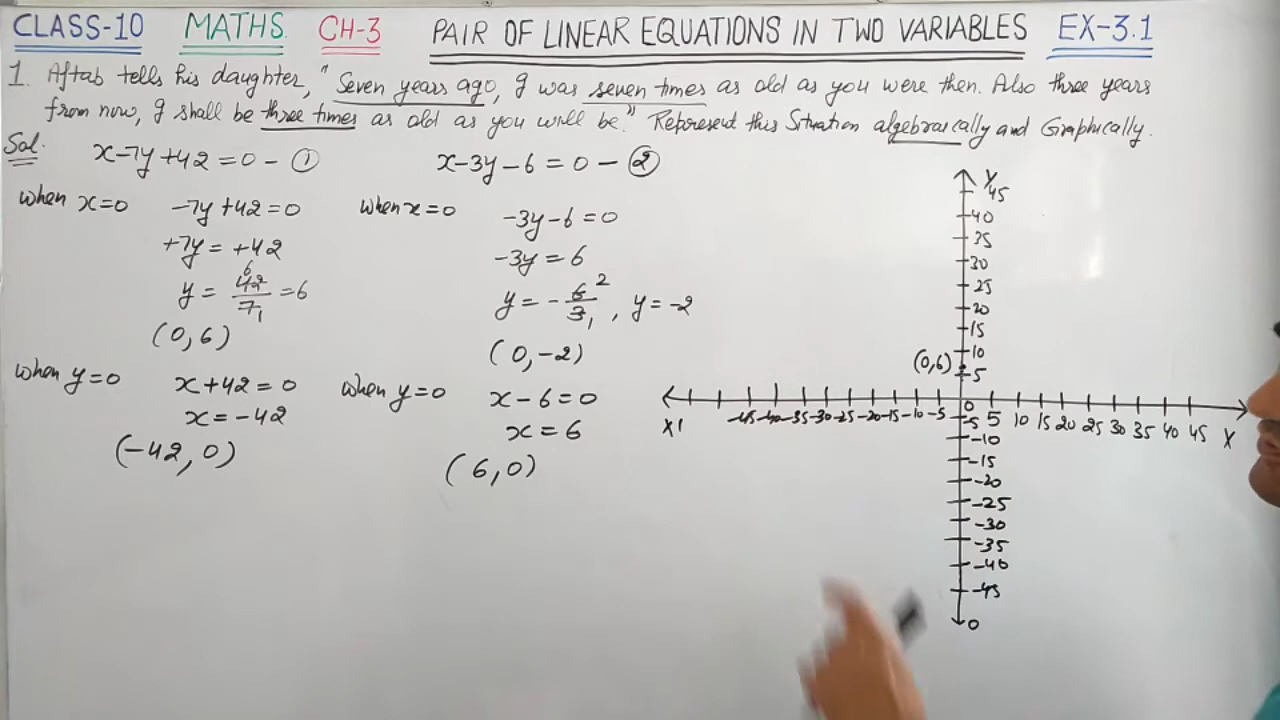 CLASS-10 MATHS CH-3 PAIR OF LINEAR EQUATIONS IN TWO VARIABLES EX-3.1
1. Aftab tells his daughter, "Seven years ago, I was seven times as old as you were then. Also three years
from now, I shall be three times as old as you will be." Represent this Situation algebraically and Graphically.
Sol.
x-7y+42=0 - ①
when x=0 -7y+42=0
+7y = +42
y = 42/7 = 6
6 1
(0,6)
when y=0 x+42=0
x=-42
(-42,0)
x-3y-6=0 - ②
when x=0 -3y-6=0
-3y=6
y = -6/3, y=-2
2 1
(0,-2)
when y=0 x-6=0
x=6
(6,0)
Y
45
40
35
30
25
20
15
10
(0,6)
5
X' -45 -40 -35 -30 -25 -20 -15 -10 -5 0 5 10 15 20 25 30 35 40 45 X
-5
-10
-15
-20
-25
-30
-35
-40
-45
0